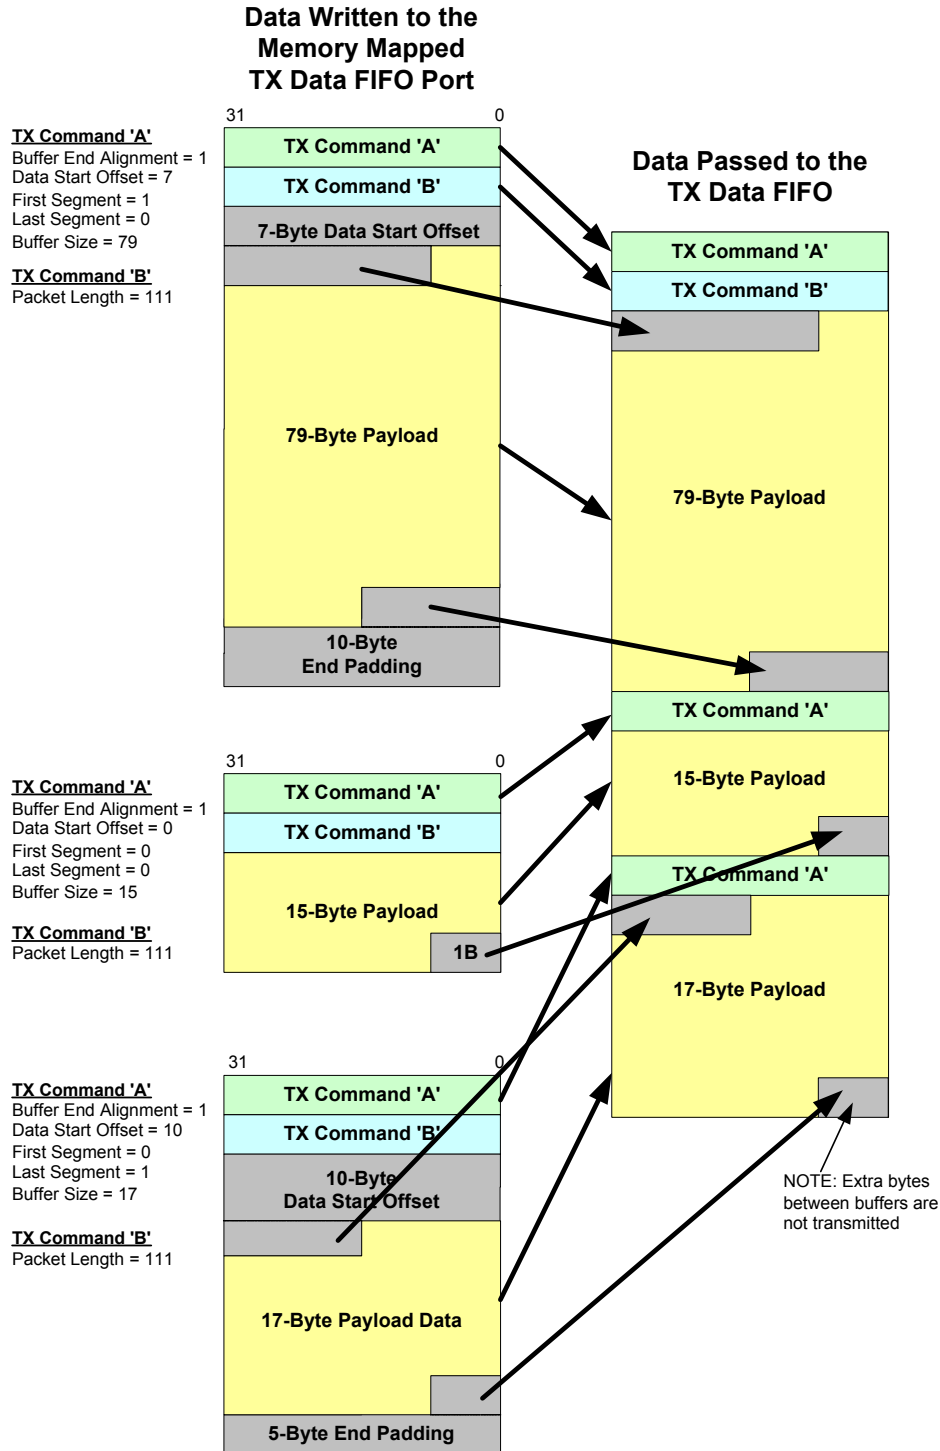 Data Written to the
Memory Mapped
TX Data FIFO Port
31
0
TX Command 'A'
Buffer End Alignment = 1
Data Start Offset = 7
First Segment = 1
Last Segment = 0
Buffer Size = 79
TX Command 'B'
Packet Length = 111
TX Command 'A'
TX Command 'B'
7-Byte Data Start Offset
79-Byte Payload
10-Byte
End Padding
Data Passed to the
TX Data FIFO
TX Command 'A'
TX Command 'B'
79-Byte Payload
TX Command 'A'
15-Byte Payload
TX Command 'A'
17-Byte Payload
NOTE: Extra bytes
between buffers are
not transmitted
31
0
TX Command 'A'
Buffer End Alignment = 1
Data Start Offset = 0
First Segment = 0
Last Segment = 0
Buffer Size = 15
TX Command 'B'
Packet Length = 111
TX Command 'A'
TX Command 'B'
15-Byte Payload
1B
31
0
TX Command 'A'
Buffer End Alignment = 1
Data Start Offset = 10
First Segment = 0
Last Segment = 1
Buffer Size = 17
TX Command 'B'
Packet Length = 111
TX Command 'A'
TX Command 'B'
10-Byte
Data Start Offset
17-Byte Payload Data
5-Byte End Padding